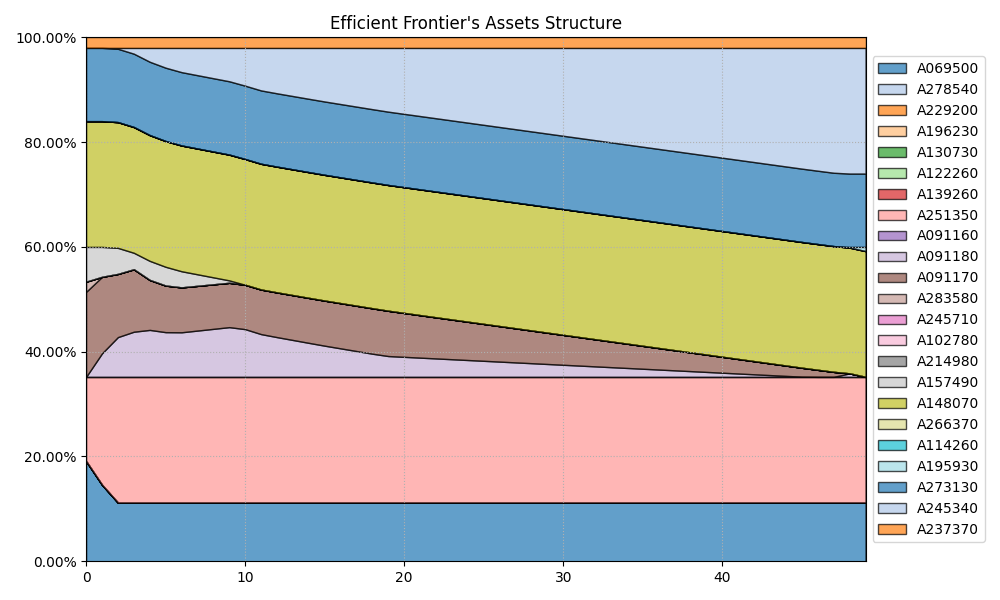 Efficient Frontier's Assets Structure
100.00%
80.00%
60.00%
40.00%
20.00%
0.00%
0
10
20
30
40
A069500
A278540
A229200
A196230
A130730
A122260
A139260
A251350
A091160
A091180
A091170
A283580
A245710
A102780
A214980
A157490
A148070
A266370
A114260
A195930
A273130
A245340
A237370